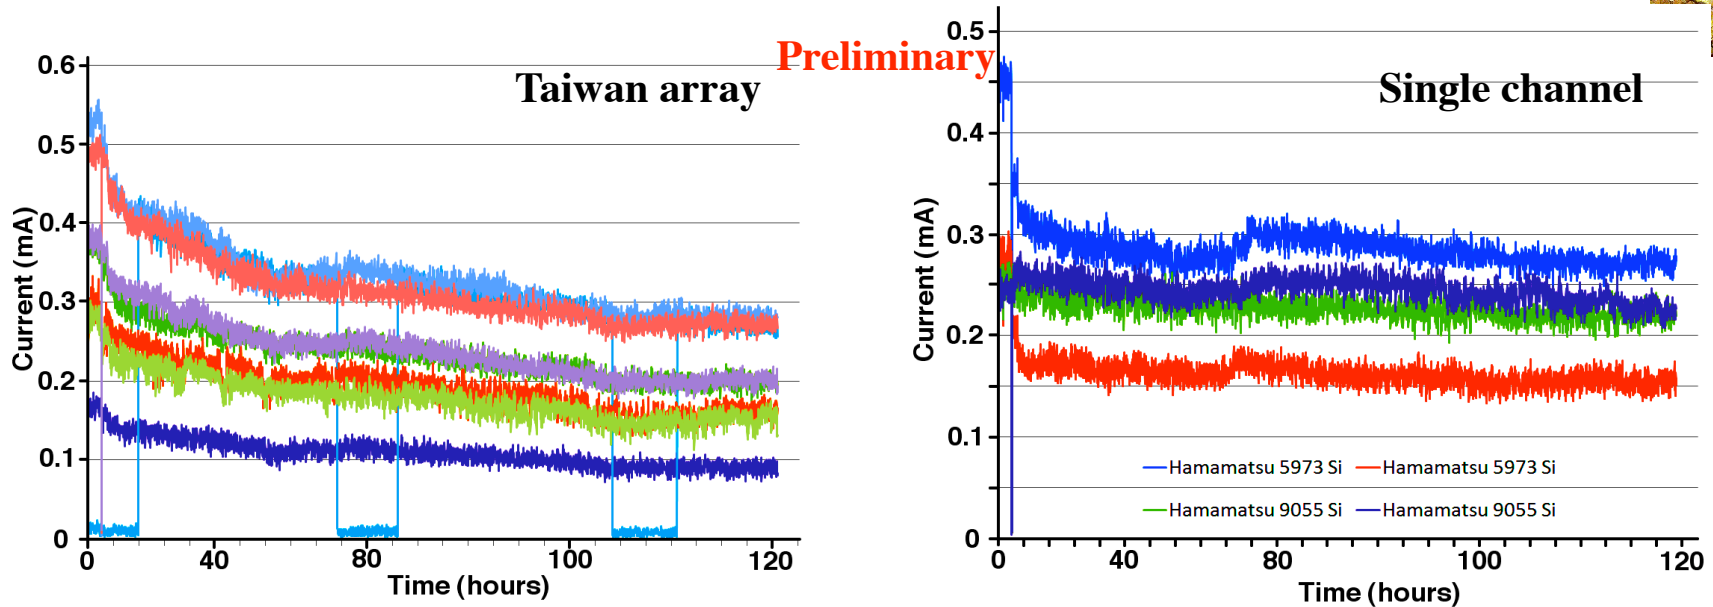 Preliminary
Taiwan array
0.6
0.5
0.4
0.3
0.2
0.1
0
Current (mA)
0 40 80 100 120
Time (hours)
Single channel
0.5
0.4
0.3
0.2
0.1
0
Current (mA)
Hamamatsu 5973 Si Hamamatsu 5973 Si
Hamamatsu 9055 Si Hamamatsu 9055 Si
0 40 80 100 120
Time (hours)